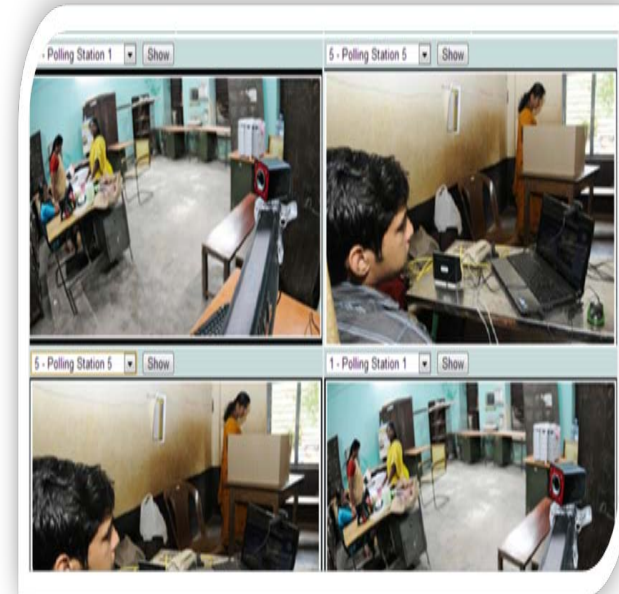 - Polling Station 1 Show
5 - Polling Station 5 Show
5 - Polling Station 5 Show
1 - Polling Station 1 Show